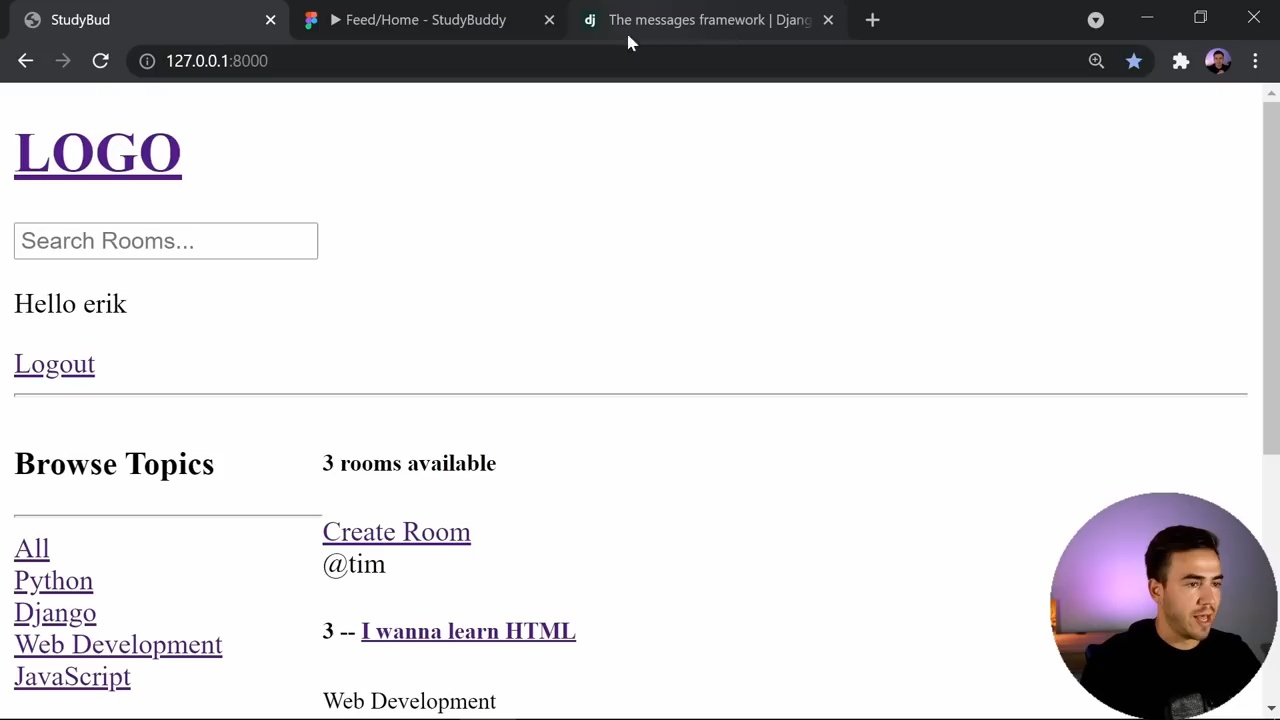 StudyBud
Feed/Home - StudyBuddy
dj The messages framework | Djang
127.0.0.1:8000
LOGO
Search Rooms...
Hello erik
Logout
Browse Topics
3 rooms available
Create Room
@tim
All
Python
Django
3 -- I wanna learn HTML
Web Development
JavaScript
Web Development